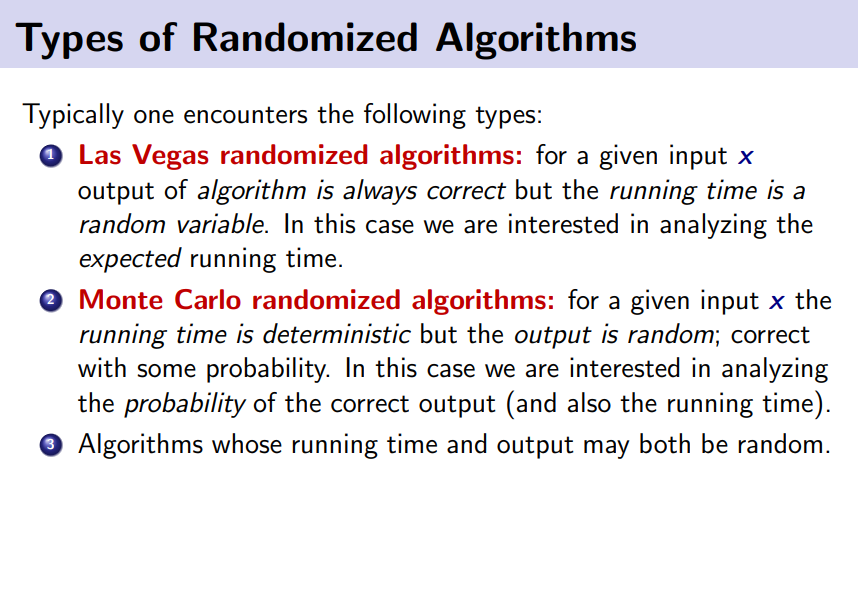 Types of Randomized Algorithms
Typically one encounters the following types:
1 Las Vegas randomized algorithms: for a given input x
output of algorithm is always correct but the running time is a
random variable. In this case we are interested in analyzing the
expected running time.
2 Monte Carlo randomized algorithms: for a given input x the
running time is deterministic but the output is random; correct
with some probability. In this case we are interested in analyzing
the probability of the correct output (and also the running time).
3 Algorithms whose running time and output may both be random.